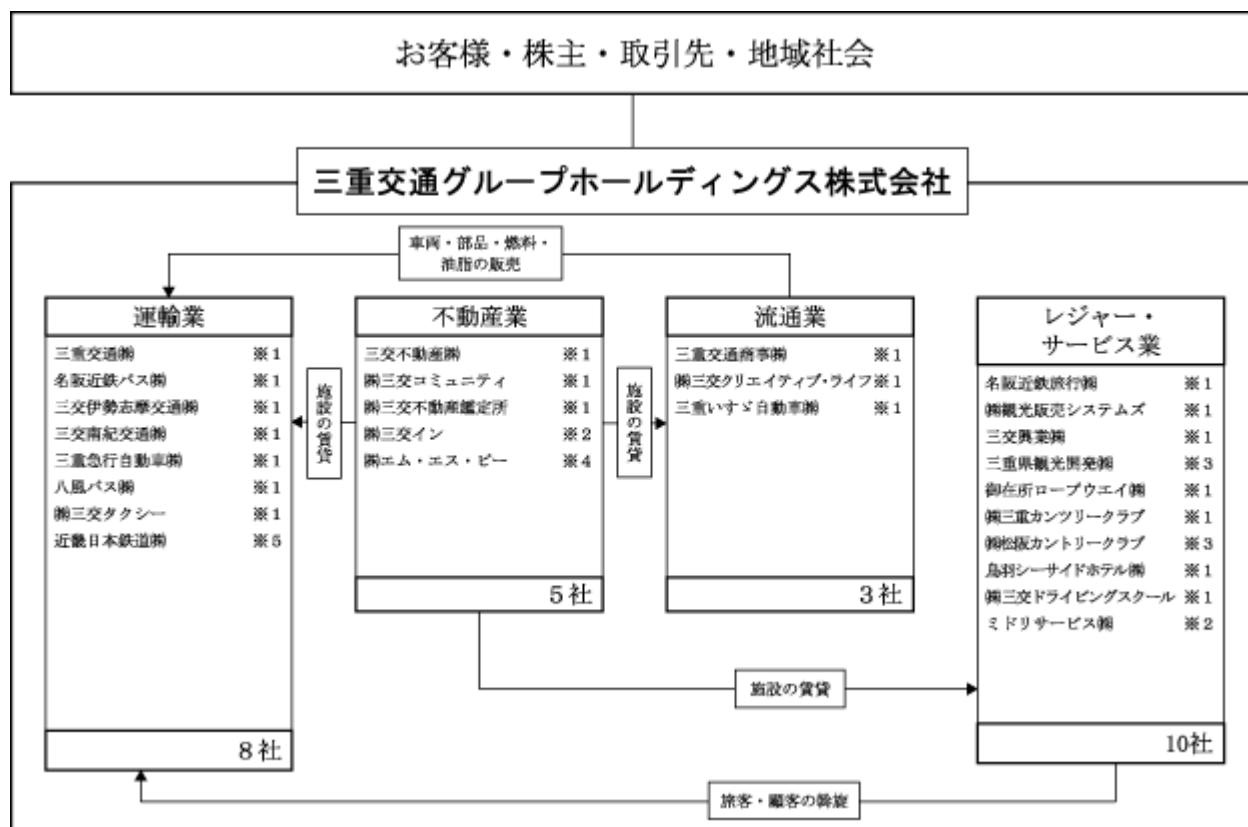 お客様・株主・取引先・地域社会
三重交通グループホールディングス株式会社
車両・部品・燃料・
油脂の販売
運輸業
三重交通㈱ ※1
名阪近鉄バス㈱ ※1
三交伊勢志摩交通㈱ ※1
三交南紀交通㈱ ※1
三重急行自動車㈱ ※1
八風バス㈱ ※1
㈱三交タクシー ※1
近畿日本鉄道㈱ ※5
8社
施設の賃貸
不動産業
三交不動産㈱ ※1
㈱三交コミュニティ ※1
㈱三交不動産鑑定所 ※1
㈱三交イン ※2
㈱エム・エス・ピー ※4
5社
施設の賃貸
流通業
三重交通商事㈱ ※1
㈱三交クリエイティブ・ライフ※1
三重いすゞ自動車㈱ ※1
3社
レジャー・
サービス業
名阪近鉄旅行㈱ ※1
㈱観光販売システムズ ※1
三交興業㈱ ※1
三重県観光開発㈱ ※3
御在所ロープウエイ㈱ ※1
㈱三重カンツリークラブ ※1
㈱松阪カントリークラブ ※3
鳥羽シーサイドホテル㈱ ※1
㈱三交ドライビングスクール ※1
ミドリサービス㈱ ※2
10社
施設の賃貸
旅客・顧客の斡旋